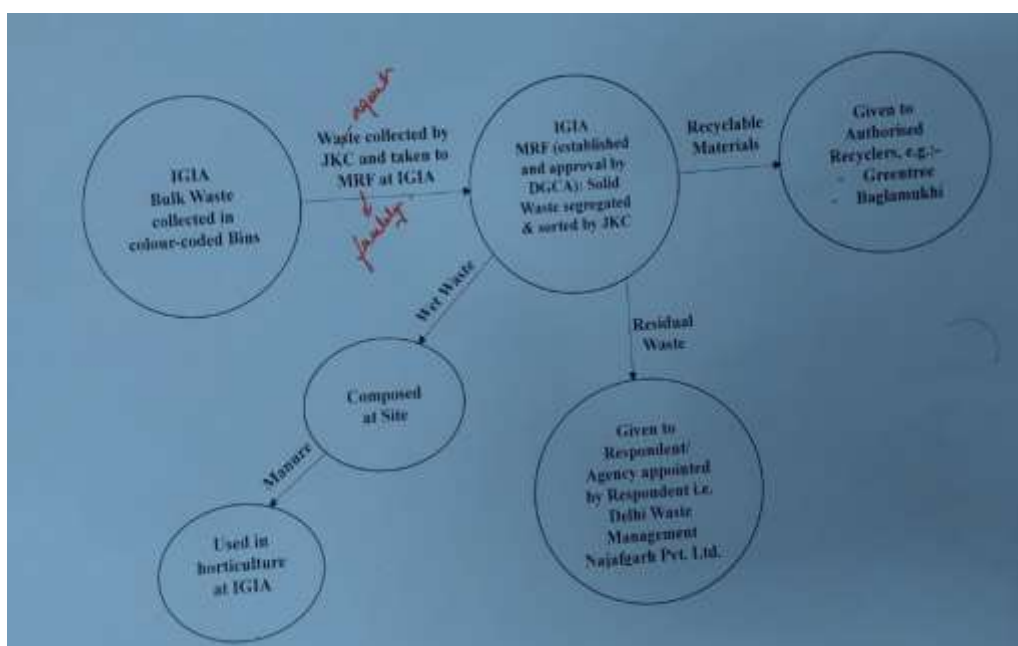 IGIA
Bulk Waste
collected in
colour-coded Bins
agent
Waste collected by
JKC and taken to
MRF at IGIA
facility
IGIA
MRF (established
and approval by
DGCA): Solid
Waste segregated
& sorted by JKC
Recyclable
Materials
Given to
Authorised
Recyclers, e.g.:-
- Greentree
- Baglamukhi
Wet Waste
Composed
at Site
Manure
Used in
horticulture
at IGIA
Residual
Waste
Given to
Respondent/
Agency appointed
by Respondent i.e.
Delhi Waste
Management
Najafgarh Pvt. Ltd.